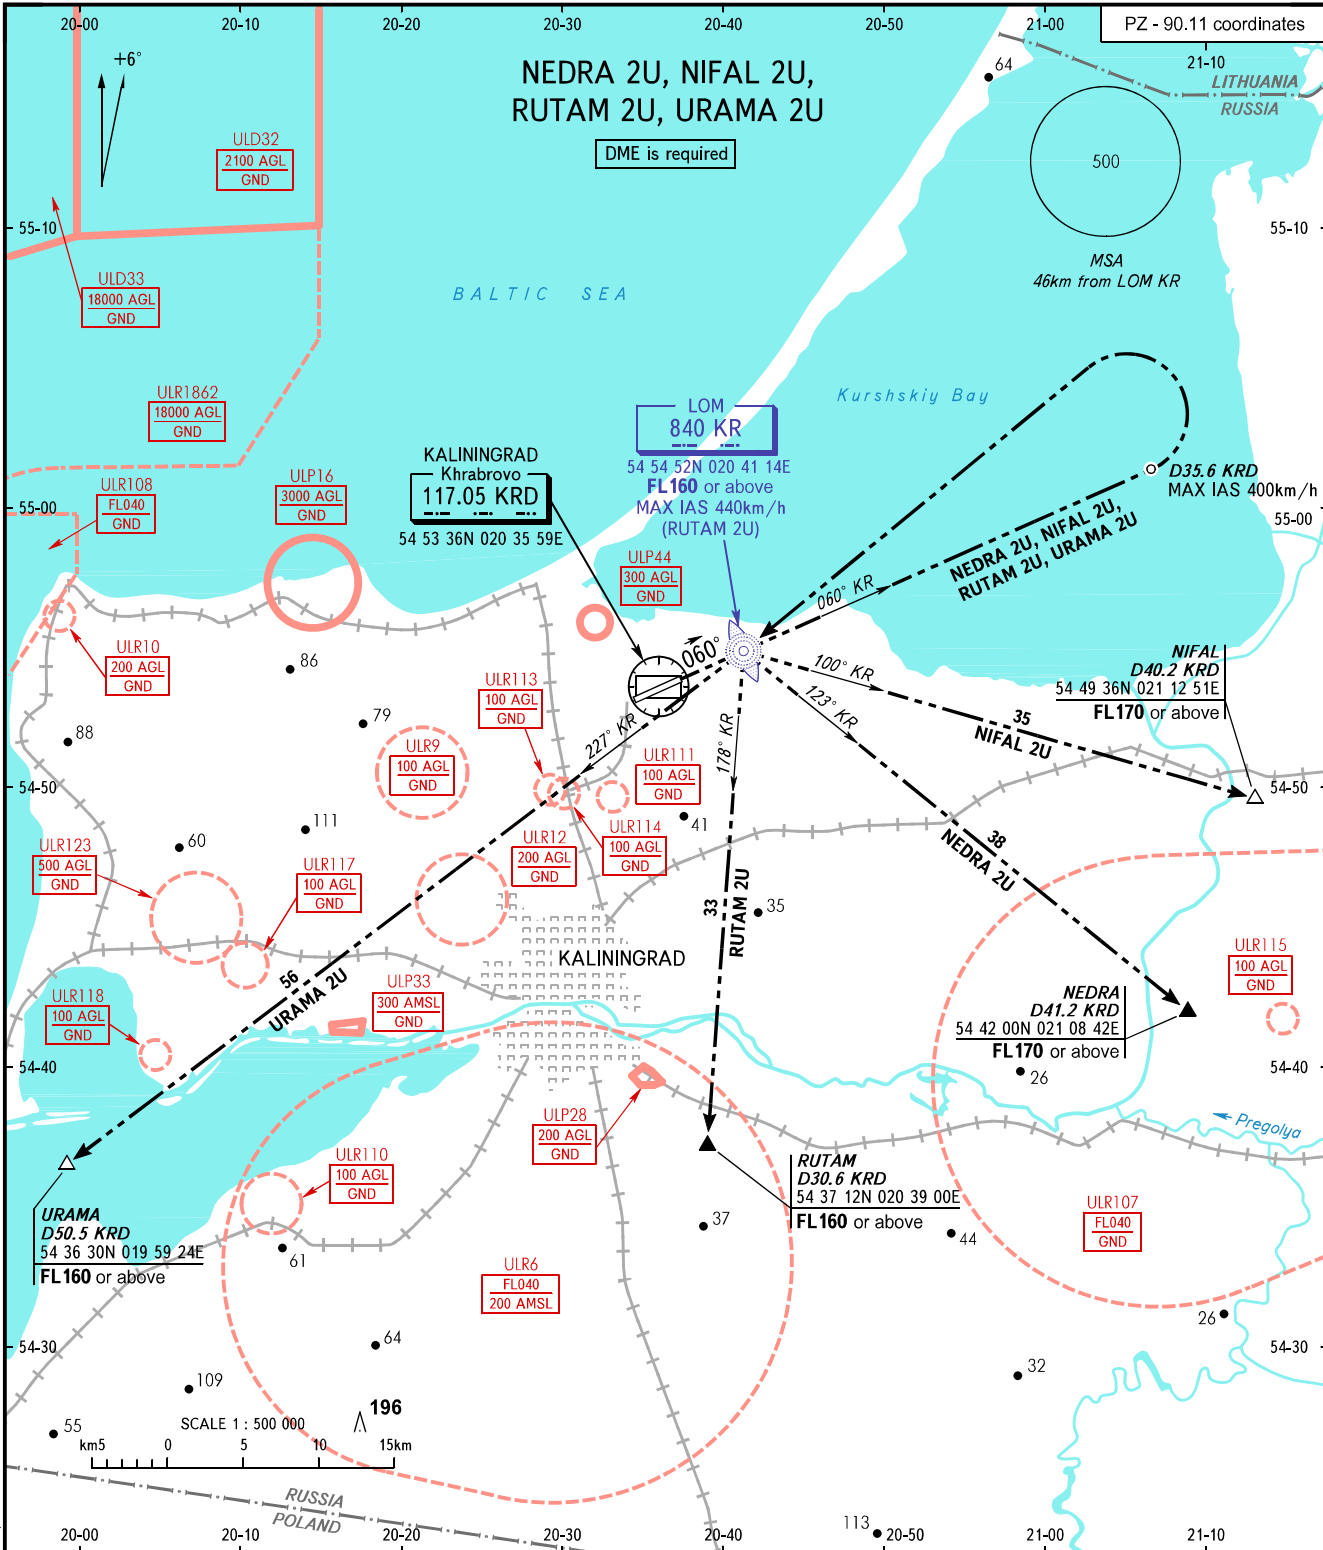 20-00
20-10
20-20
20-30
20-40
20-50
21-00
PZ - 90.11 coordinates
21-10
+6°
NEDRA 2U, NIFAL 2U,
RUTAM 2U, URAMA 2U
DME is required
64
LITHUANIA
RUSSIA
ULD32
2100 AGL
GND
500
MSA
46km from LOM KR
55-10
55-10
ULD33
18000 AGL
GND
BALTIC SEA
ULR1862
18000 AGL
GND
Kurshskiy Bay
LOM
840 KR
54 54 52N 020 41 14E
FL160 or above
MAX IAS 440km/h
(RUTAM 2U)
KALININGRAD
Khrabrovo
117.05 KRD
54 53 36N 020 35 59E
ULR108
FL040
GND
ULP16
3000 AGL
GND
D35.6 KRD
MAX IAS 400km/h
55-00
55-00
NEDRA 2U, NIFAL 2U,
RUTAM 2U, URAMA 2U
060° KR
ULP44
300 AGL
GND
060°
ULR10
200 AGL
GND
86
NIFAL
D40.2 KRD
54 49 36N 021 12 51E
FL170 or above
100° KR
123° KR
178° KR
227° KR
35
NIFAL 2U
ULR113
100 AGL
GND
79
88
ULR9
100 AGL
GND
ULR111
100 AGL
GND
54-50
54-50
111
60
41
ULR12
200 AGL
GND
ULR114
100 AGL
GND
ULR123
500 AGL
GND
ULR117
100 AGL
GND
38
NEDRA 2U
33
RUTAM 2U
35
KALININGRAD
ULR115
100 AGL
GND
56
URAMA 2U
ULP33
300 AMSL
GND
ULR118
100 AGL
GND
NEDRA
D41.2 KRD
54 42 00N 021 08 42E
FL170 or above
54-40
54-40
26
Pregolya
ULP28
200 AGL
GND
ULR110
100 AGL
GND
RUTAM
D30.6 KRD
54 37 12N 020 39 00E
FL160 or above
URAMA
D50.5 KRD
54 36 30N 019 59 24E
FL160 or above
61
37
44
ULR107
FL040
GND
ULR6
FL040
200 AMSL
26
54-30
54-30
64
32
109
196
55
SCALE 1 : 500 000
km5 0 5 10 15km
RUSSIA
POLAND
113
20-00
20-10
20-20
20-30
20-40
20-50
21-00
21-10